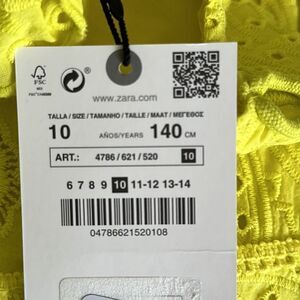 FSC
www.zara.com
TALLA / SIZE / TAMANHO / TAILLE / MAAT / ΜΕΓΕΘΟΣ
10 AÑOS/YEARS 140 CM
ART.: 4786 / 621 / 520 10
6 7 8 9 10 11-12 13-14
04786621520108